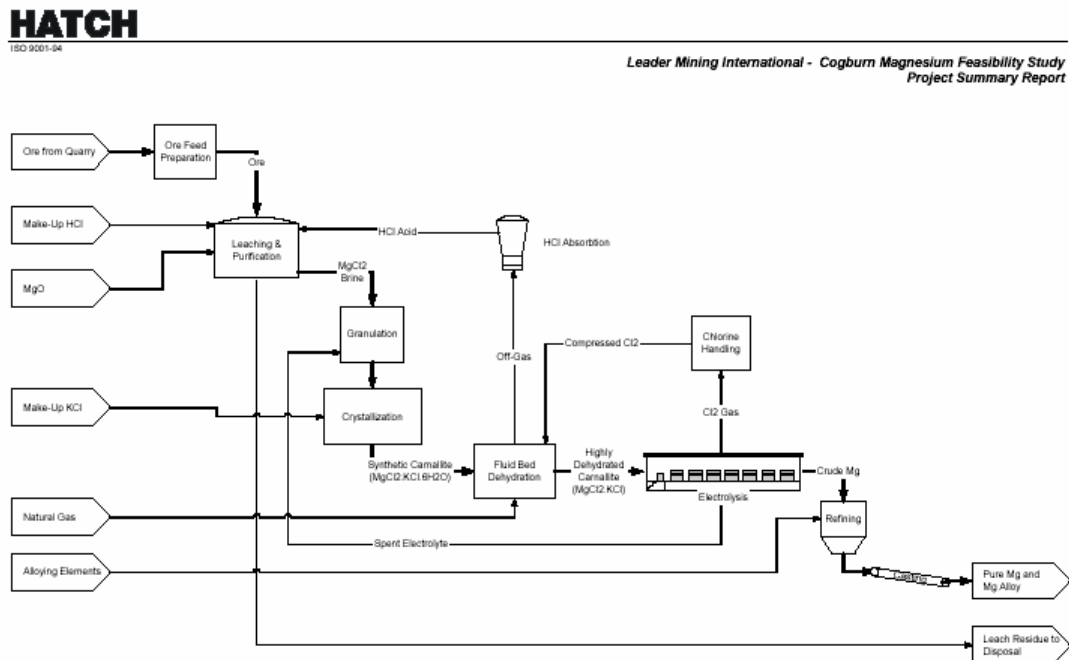 HATCH
ISO 9001-94
Leader Mining International - Cogburn Magnesium Feasibility Study
Project Summary Report
Ore from Quarry
Ore Feed
Preparation
Ore
Make-Up HCl
HCl Acid
HCl Absorbtion
Leaching &
Purification
MgCl2
Brine
MgO
Granulation
Off-Gas
Compressed Cl2
Chlorine
Handling
Make-Up KCl
Crystallization
Cl2 Gas
Synthetic Carnallite
(MgCl2.KCl.6H2O)
Fluid Bed
Dehydration
Highly
Dehydrated
Carnallite
(MgCl2.KCl)
Electrolysis
Crude Mg
Natural Gas
Refining
Spent Electrolyte
Alloying Elements
Casting
Pure Mg and
Mg Alloy
Leach Residue to
Disposal